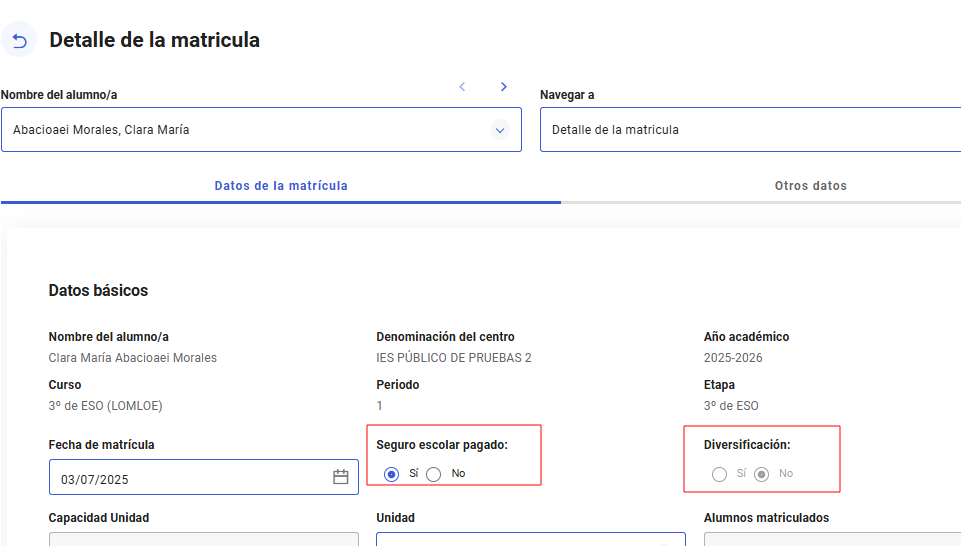 Detalle de la matricula
Nombre del alumno/a
Navegar a
Abacioaei Morales, Clara María
Detalle de la matricula
Datos de la matrícula
Otros datos
Datos básicos
Nombre del alumno/a
Denominación del centro
Año académico
Clara María Abacioaei Morales
IES PÚBLICO DE PRUEBAS 2
2025-2026
Curso
Periodo
Etapa
3º de ESO (LOMLOE)
1
3º de ESO
Fecha de matrícula
Seguro escolar pagado:
Diversificación:
03/07/2025
Sí
No
Sí
No
Capacidad Unidad
Unidad
Alumnos matriculados